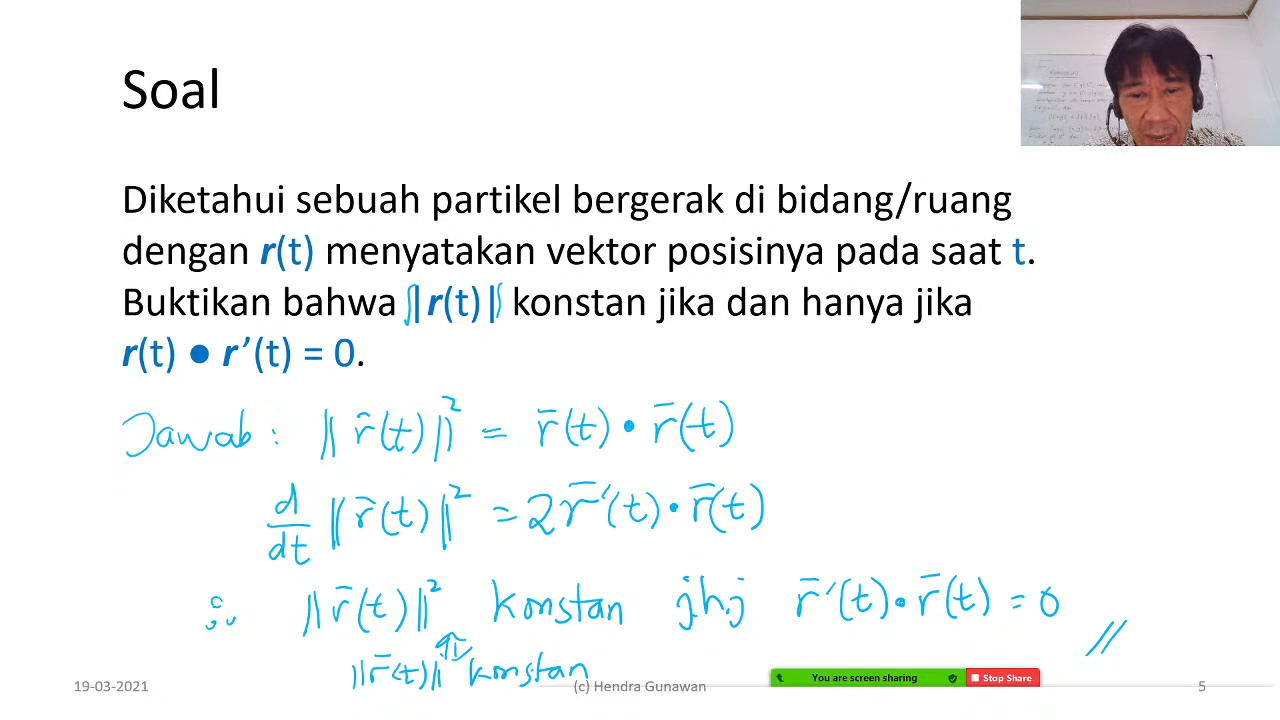 Soal
Diketahui sebuah partikel bergerak di bidang/ruang
dengan r(t) menyatakan vektor posisinya pada saat t.
Buktikan bahwa ‖r(t)‖ konstan jika dan hanya jika
r(t) ● r’(t) = 0.
Jawab : ‖r̄(t)‖² = r̄(t) • r̄(t)
d/dt ‖r̄(t)‖² = 2r̄'(t) • r̄(t)
∴ ‖r̄(t)‖² konstan jhj r̄'(t) • r̄(t) = 0 //
⇕
‖r̄(t)‖ konstan
You are screen sharing Stop Share
19-03-2021 (c) Hendra Gunawan 5